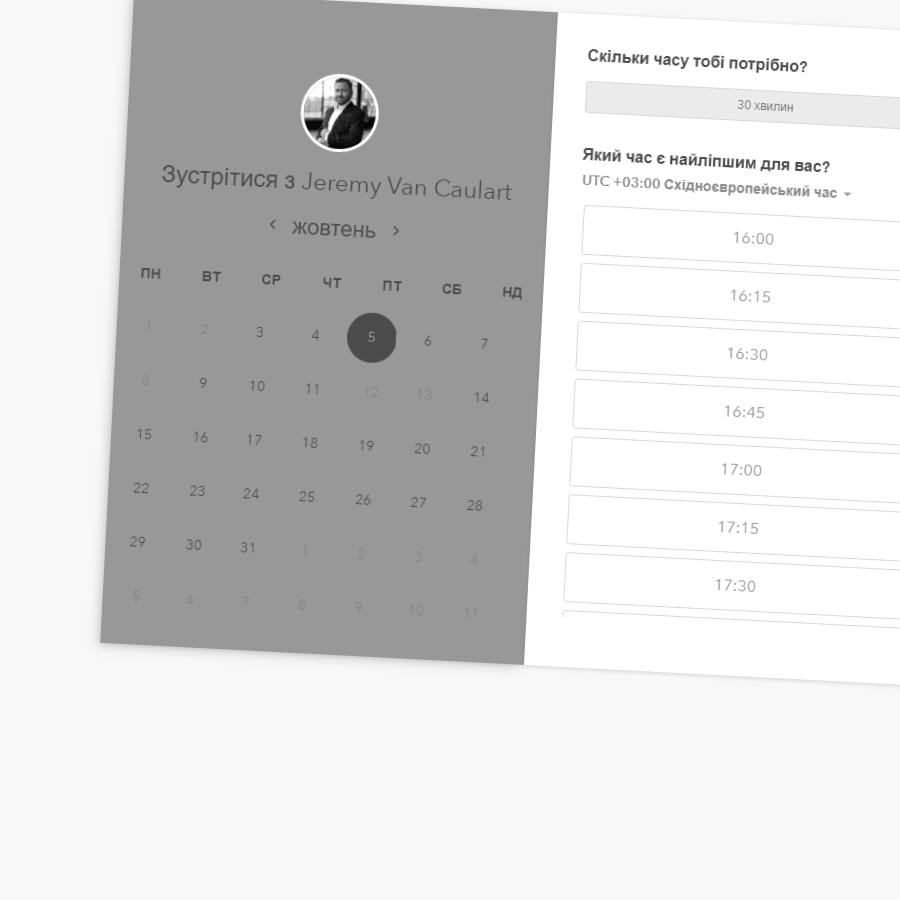 Зустрітися з Jeremy Van Caulart
жовтень
ПН ВТ СР ЧТ ПТ СБ НД
1 2 3 4 5 6 7
8 9 10 11 12 13 14
15 16 17 18 19 20 21
22 23 24 25 26 27 28
29 30 31 1 2 3 4
5 6 7 8 9 10 11
Скільки часу тобі потрібно?
30 хвилин
Який час є найліпшим для вас?
UTC +03:00 Східноєвропейський час
16:00
16:15
16:30
16:45
17:00
17:15
17:30